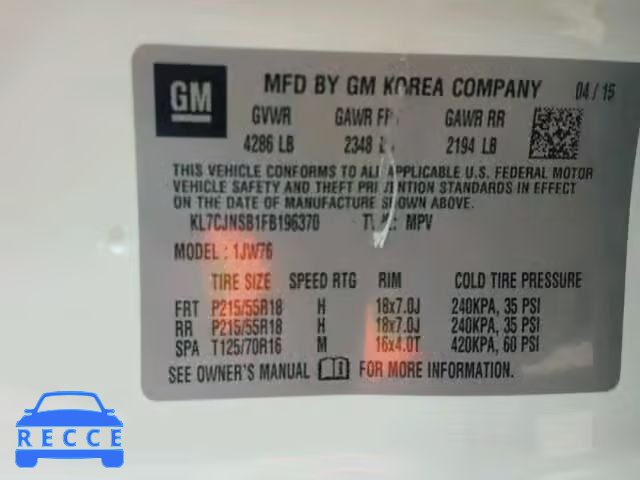 GM
MFD BY GM KOREA COMPANY 04/15
GVWR GAWR GAWR RR
4286 LB 2348 2194 LB
THIS VEHICLE CONFORMS TO ALL APPLICABLE U.S. FEDERAL MOTOR
VEHICLE SAFETY AND THEFT PREVENTION STANDARDS IN EFFECT ON
THE DATE OF MANUFACTURE SHOWN ABOVE.
KL7CJNSB1FB196370 MPV
MODEL : 1JW76
TIRE SIZE SPEED RTG RIM COLD TIRE PRESSURE
FRT P215/55R18 H 18x7.0J 240KPA, 35 PSI
RR P215/55R18 H 18x7.0J 240KPA, 35 PSI
SPA T125/70R16 M 16x4.0T 420KPA, 60 PSI
SEE OWNER'S MANUAL FOR MORE INFORMATION.
RECCE